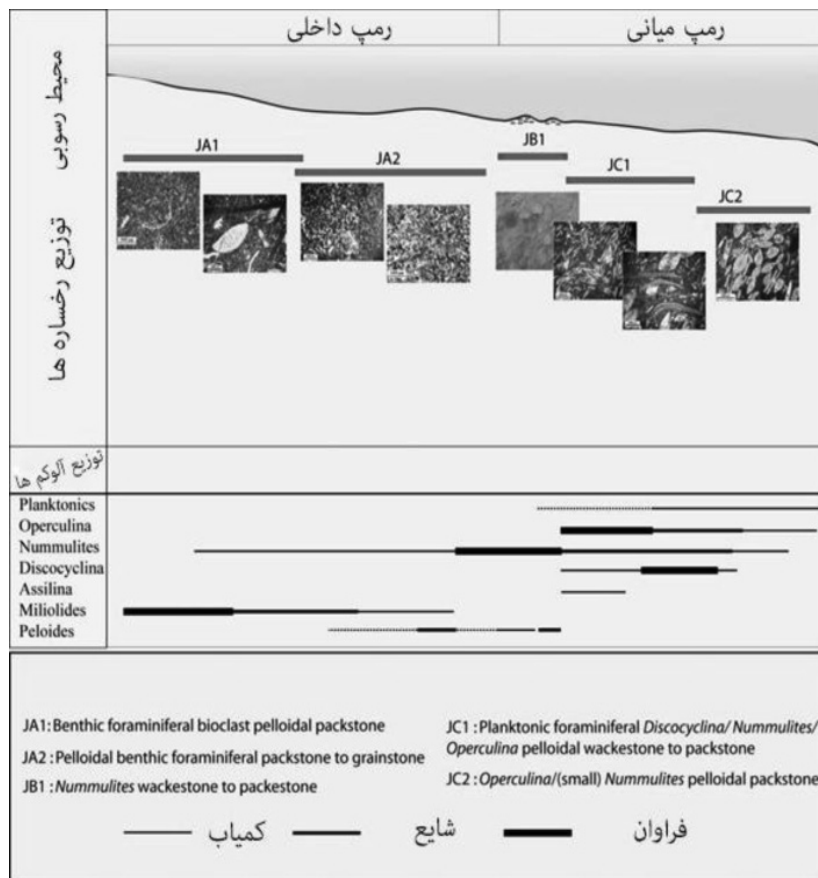 رمپ داخلی
رمپ میانی
محیط رسوبی
توزیع رخساره ها
JA1
JA2
JB1
JC1
JC2
توزیع آلوکم ها
Planktonics
Operculina
Nummulites
Discocyclina
Assilina
Miliolides
Peloides
JA1: Benthic foraminiferal bioclast pelloidal packstone
JA2: Pelloidal benthic foraminiferal packstone to grainstone
JB1 : Nummulites wackestone to packestone
JC1 : Planktonic foraminiferal Discocyclina/ Nummulites/
Operculina pelloidal wackestone to packstone
JC2 : Operculina/(small) Nummulites pelloidal packstone
کمیاب
شایع
فراوان